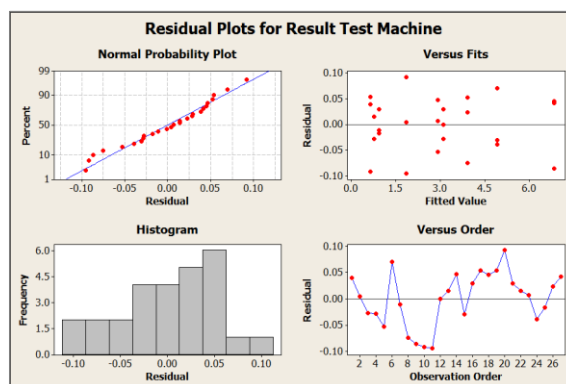 Residual Plots for Result Test Machine
Normal Probability Plot
99
90
50
10
1
Percent
-0.10 -0.05 0.00 0.05 0.10
Residual
Versus Fits
0.10
0.05
0.00
-0.05
-0.10
Residual
0.0 1.5 3.0 4.5 6.0
Fitted Value
Histogram
6.0
4.5
3.0
1.5
0.0
Frequency
-0.10 -0.05 0.00 0.05 0.10
Residual
Versus Order
0.10
0.05
0.00
-0.05
-0.10
Residual
2 4 6 8 10 12 14 16 18 20 22 24 26
Observation Order